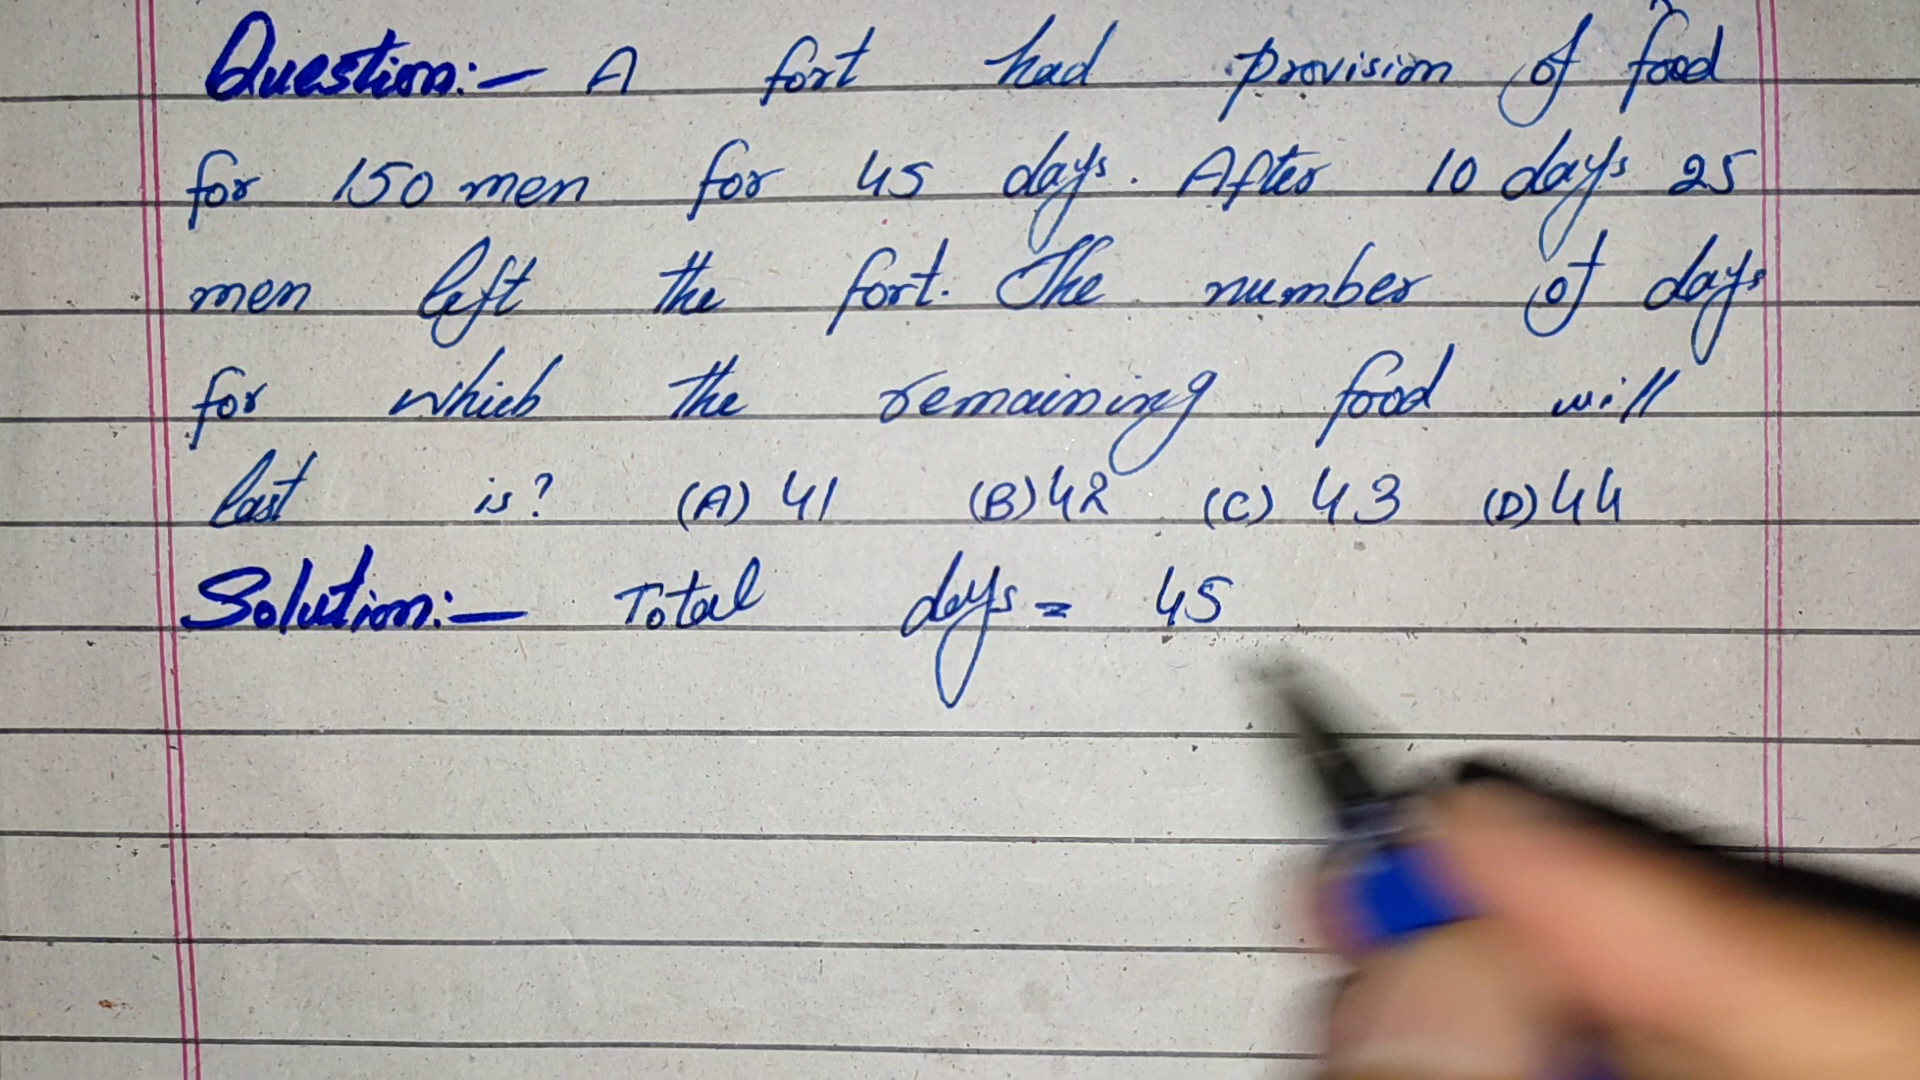 Question:- A fort had provision of food
for 150 men for 45 days. After 10 days 25
men left the fort. The number of days
for which the remaining food will
last is? (A) 41 (B) 42 (C) 43 (D) 44
Solution:- Total days = 45